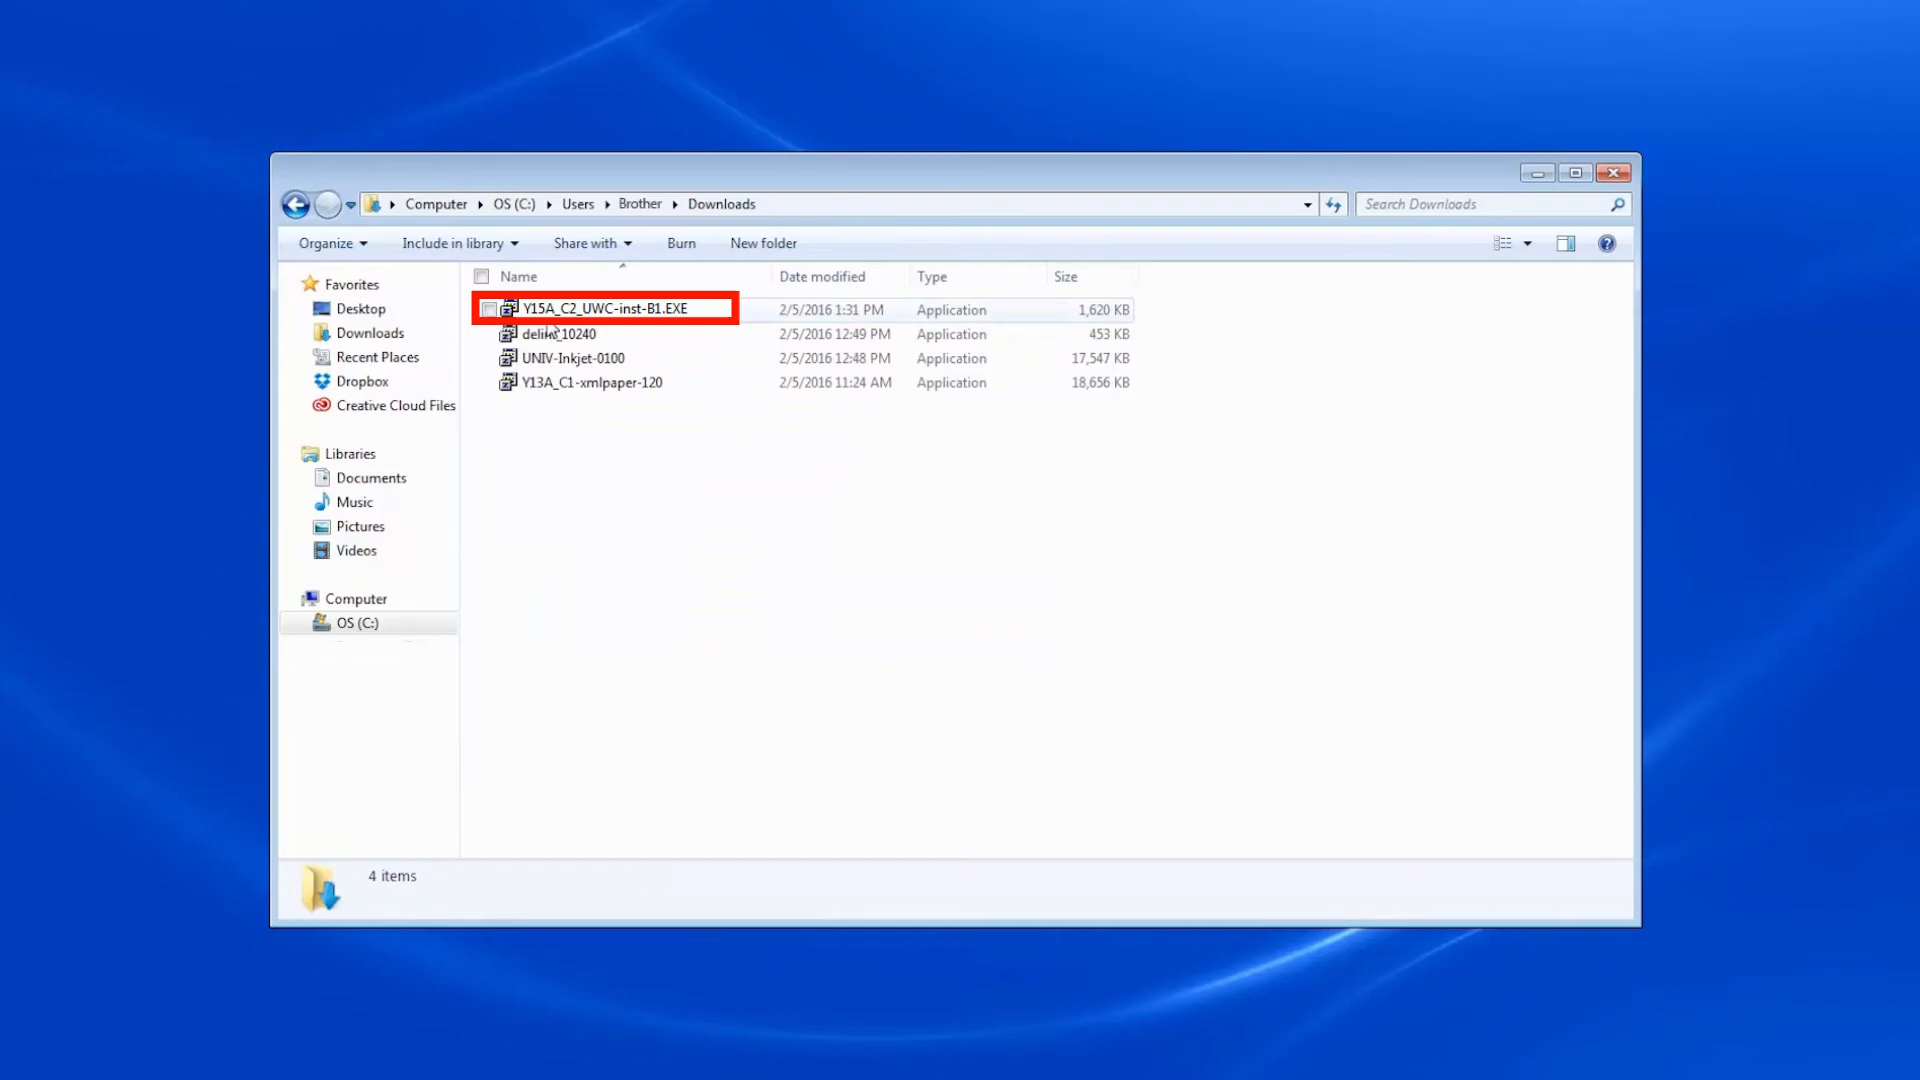 Computer OS (C:) Users Brother Downloads
Search Downloads
Organize Include in library Share with Burn New folder
Name Date modified Type Size
Favorites
Desktop
Downloads
Recent Places
Dropbox
Creative Cloud Files
Libraries
Documents
Music
Pictures
Videos
Computer
OS (C:)
Y15A_C2_UWC-inst-B1.EXE 2/5/2016 1:31 PM Application 1,620 KB
2/5/2016 12:49 PM Application 453 KB
UNIV-Inkjet-0100 2/5/2016 12:48 PM Application 17,547 KB
Y13A_C1-xmlpaper-120 2/5/2016 11:24 AM Application 18,656 KB
4 items